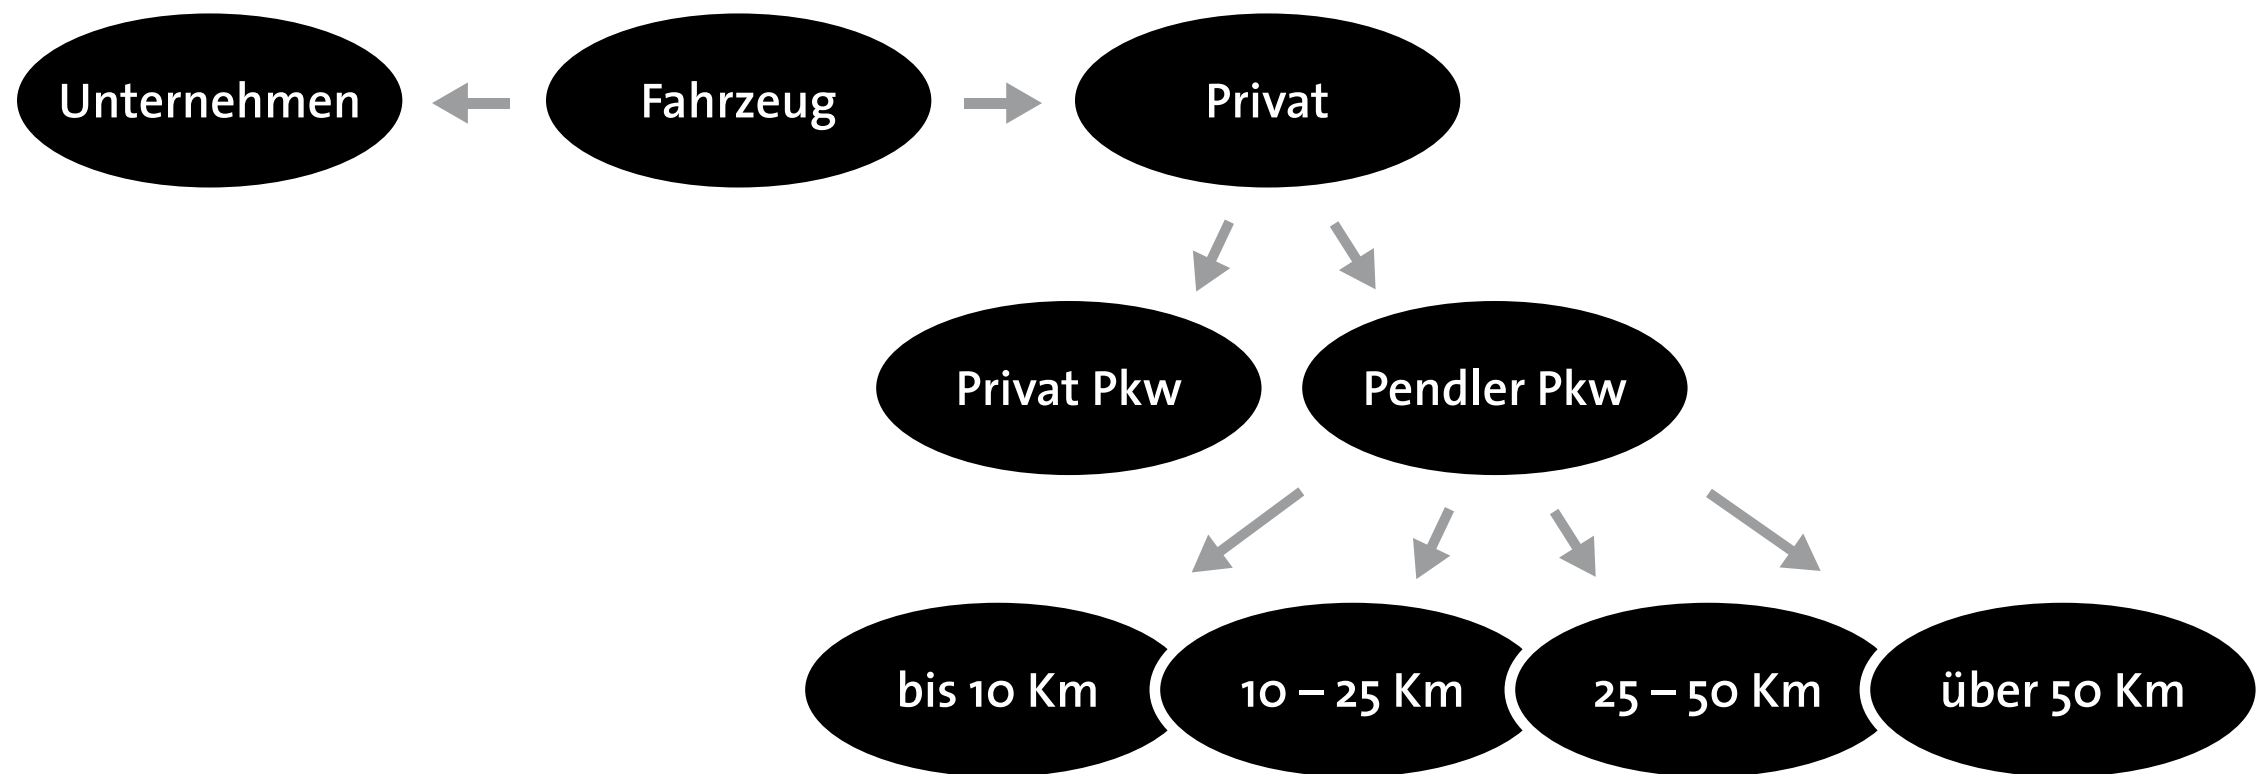 Unternehmen
Fahrzeug
Privat
Privat Pkw
Pendler Pkw
bis 10 Km
10 – 25 Km
25 – 50 Km
über 50 Km